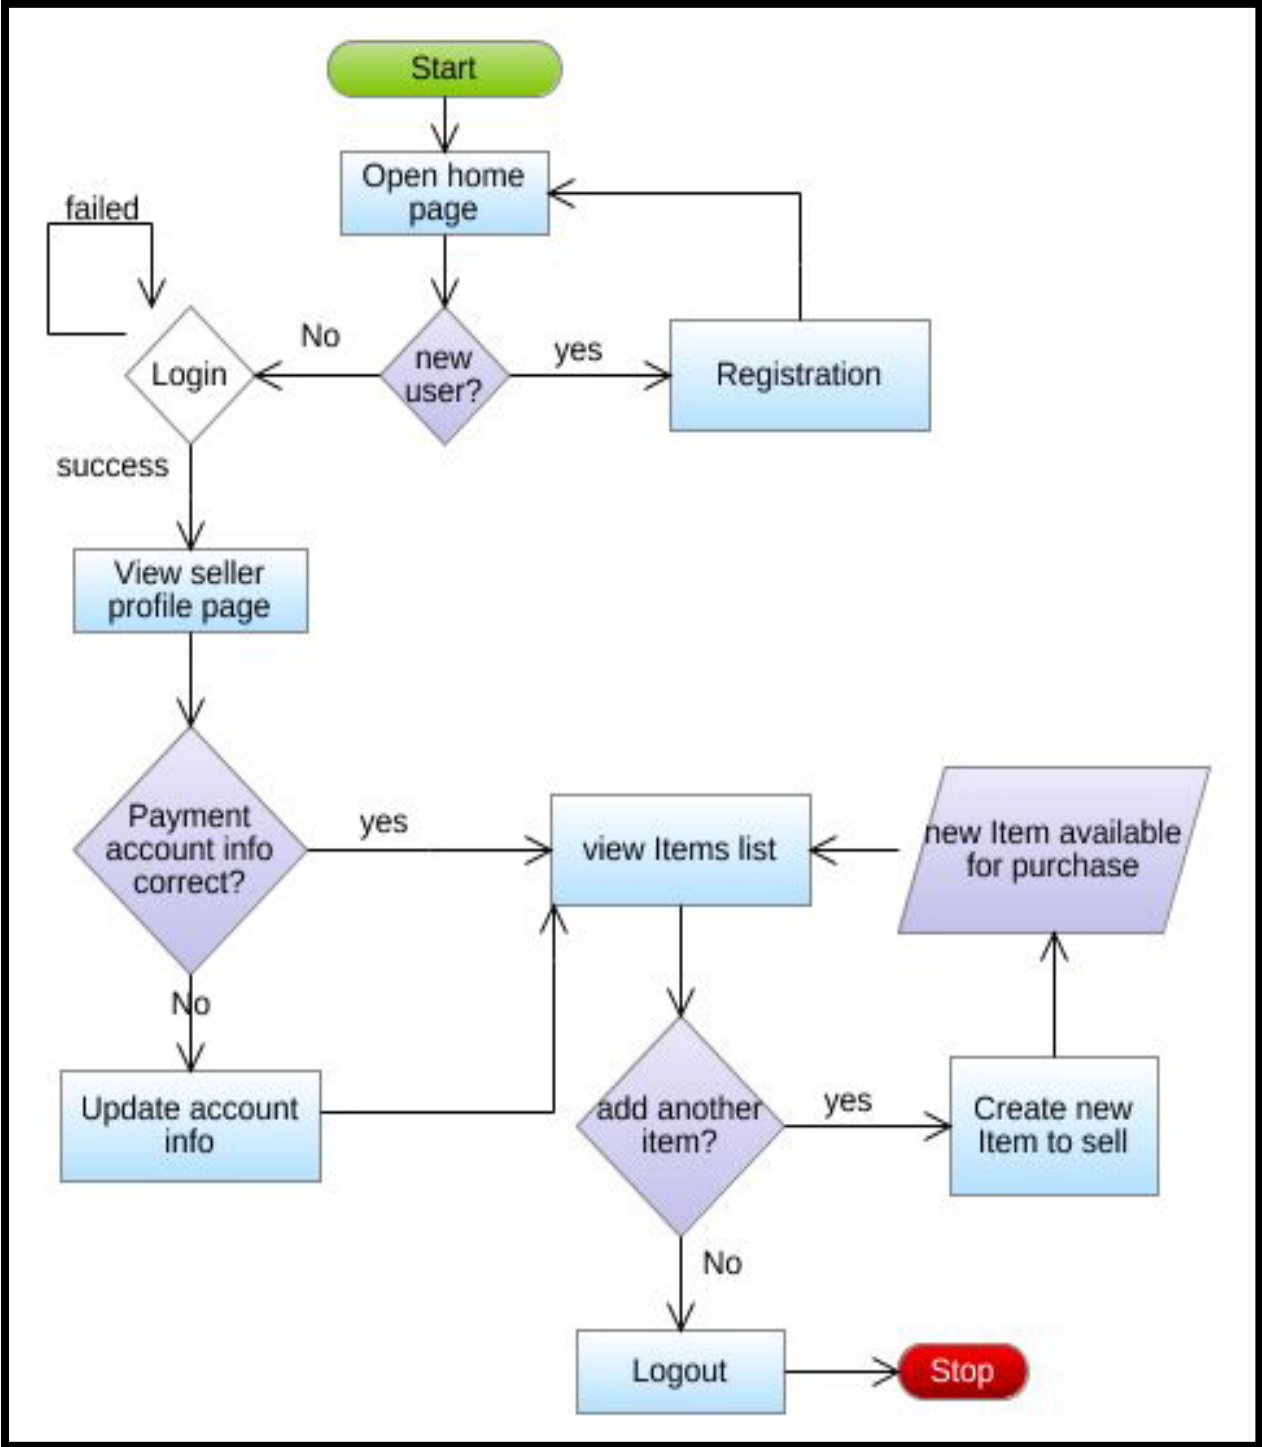 Start
Open home
page
failed
No
yes
new
user?
Login
Registration
success
View seller
profile page
Payment
account info
correct?
yes
view Items list
new Item available
for purchase
No
Update account
info
add another
item?
yes
Create new
Item to sell
No
Logout
Stop